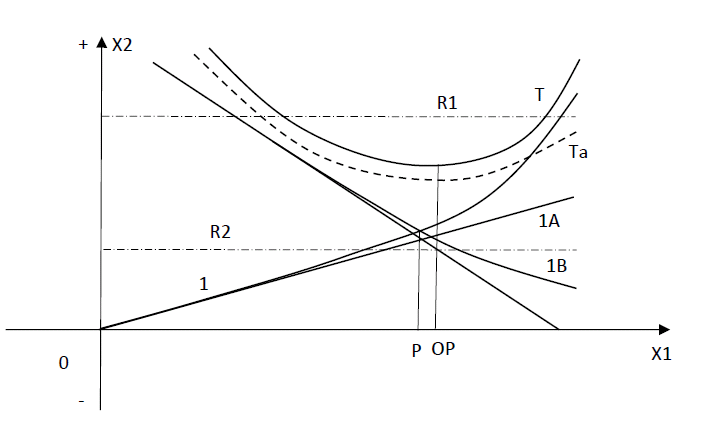 +
X2
R1
T
Ta
1A
R2
1B
1
P
OP
X1
0
-